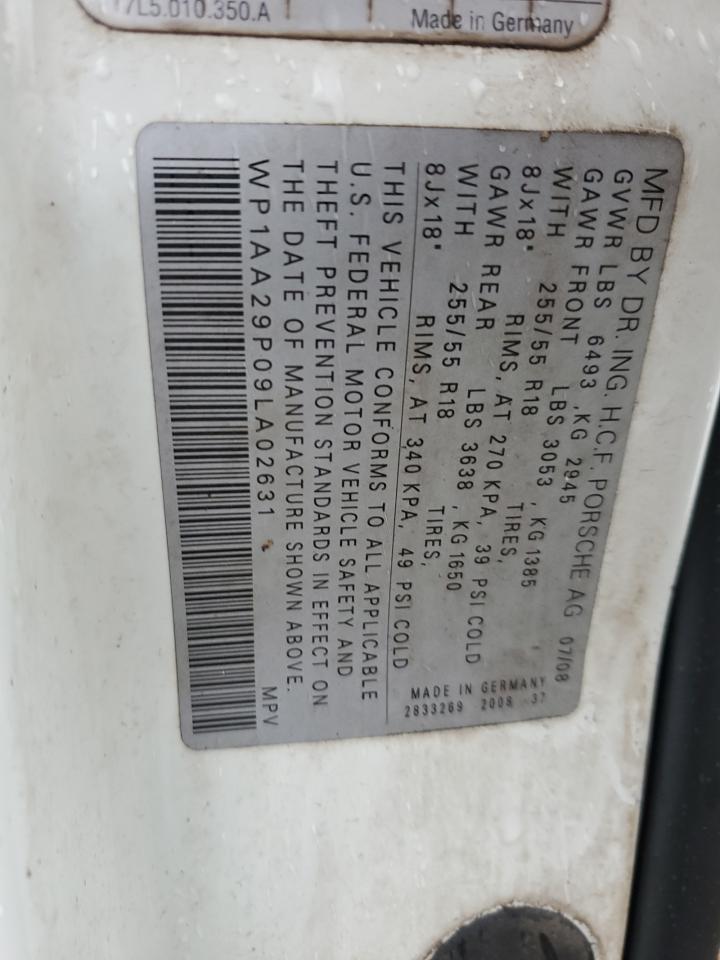 7L5.010.350.A
Made in Germany
MFD BY DR. ING. H.C.F. PORSCHE AG 07/08
GVWR LBS 6493 ,KG 2945
GAWR FRONT LBS 3053 , KG 1385
WITH 255/55 R18 TIRES,
8Jx18" RIMS, AT 270 KPA, 39 PSI COLD
GAWR REAR LBS 3638 , KG 1650
WITH 255/55 R18 TIRES,
8Jx18" RIMS, AT 340 KPA, 49 PSI COLD
MADE IN GERMANY
2833269 2008 37
THIS VEHICLE CONFORMS TO ALL APPLICABLE
U.S. FEDERAL MOTOR VEHICLE SAFETY AND
THEFT PREVENTION STANDARDS IN EFFECT ON
THE DATE OF MANUFACTURE SHOWN ABOVE.
WP1AA29P09LA02631 MPV